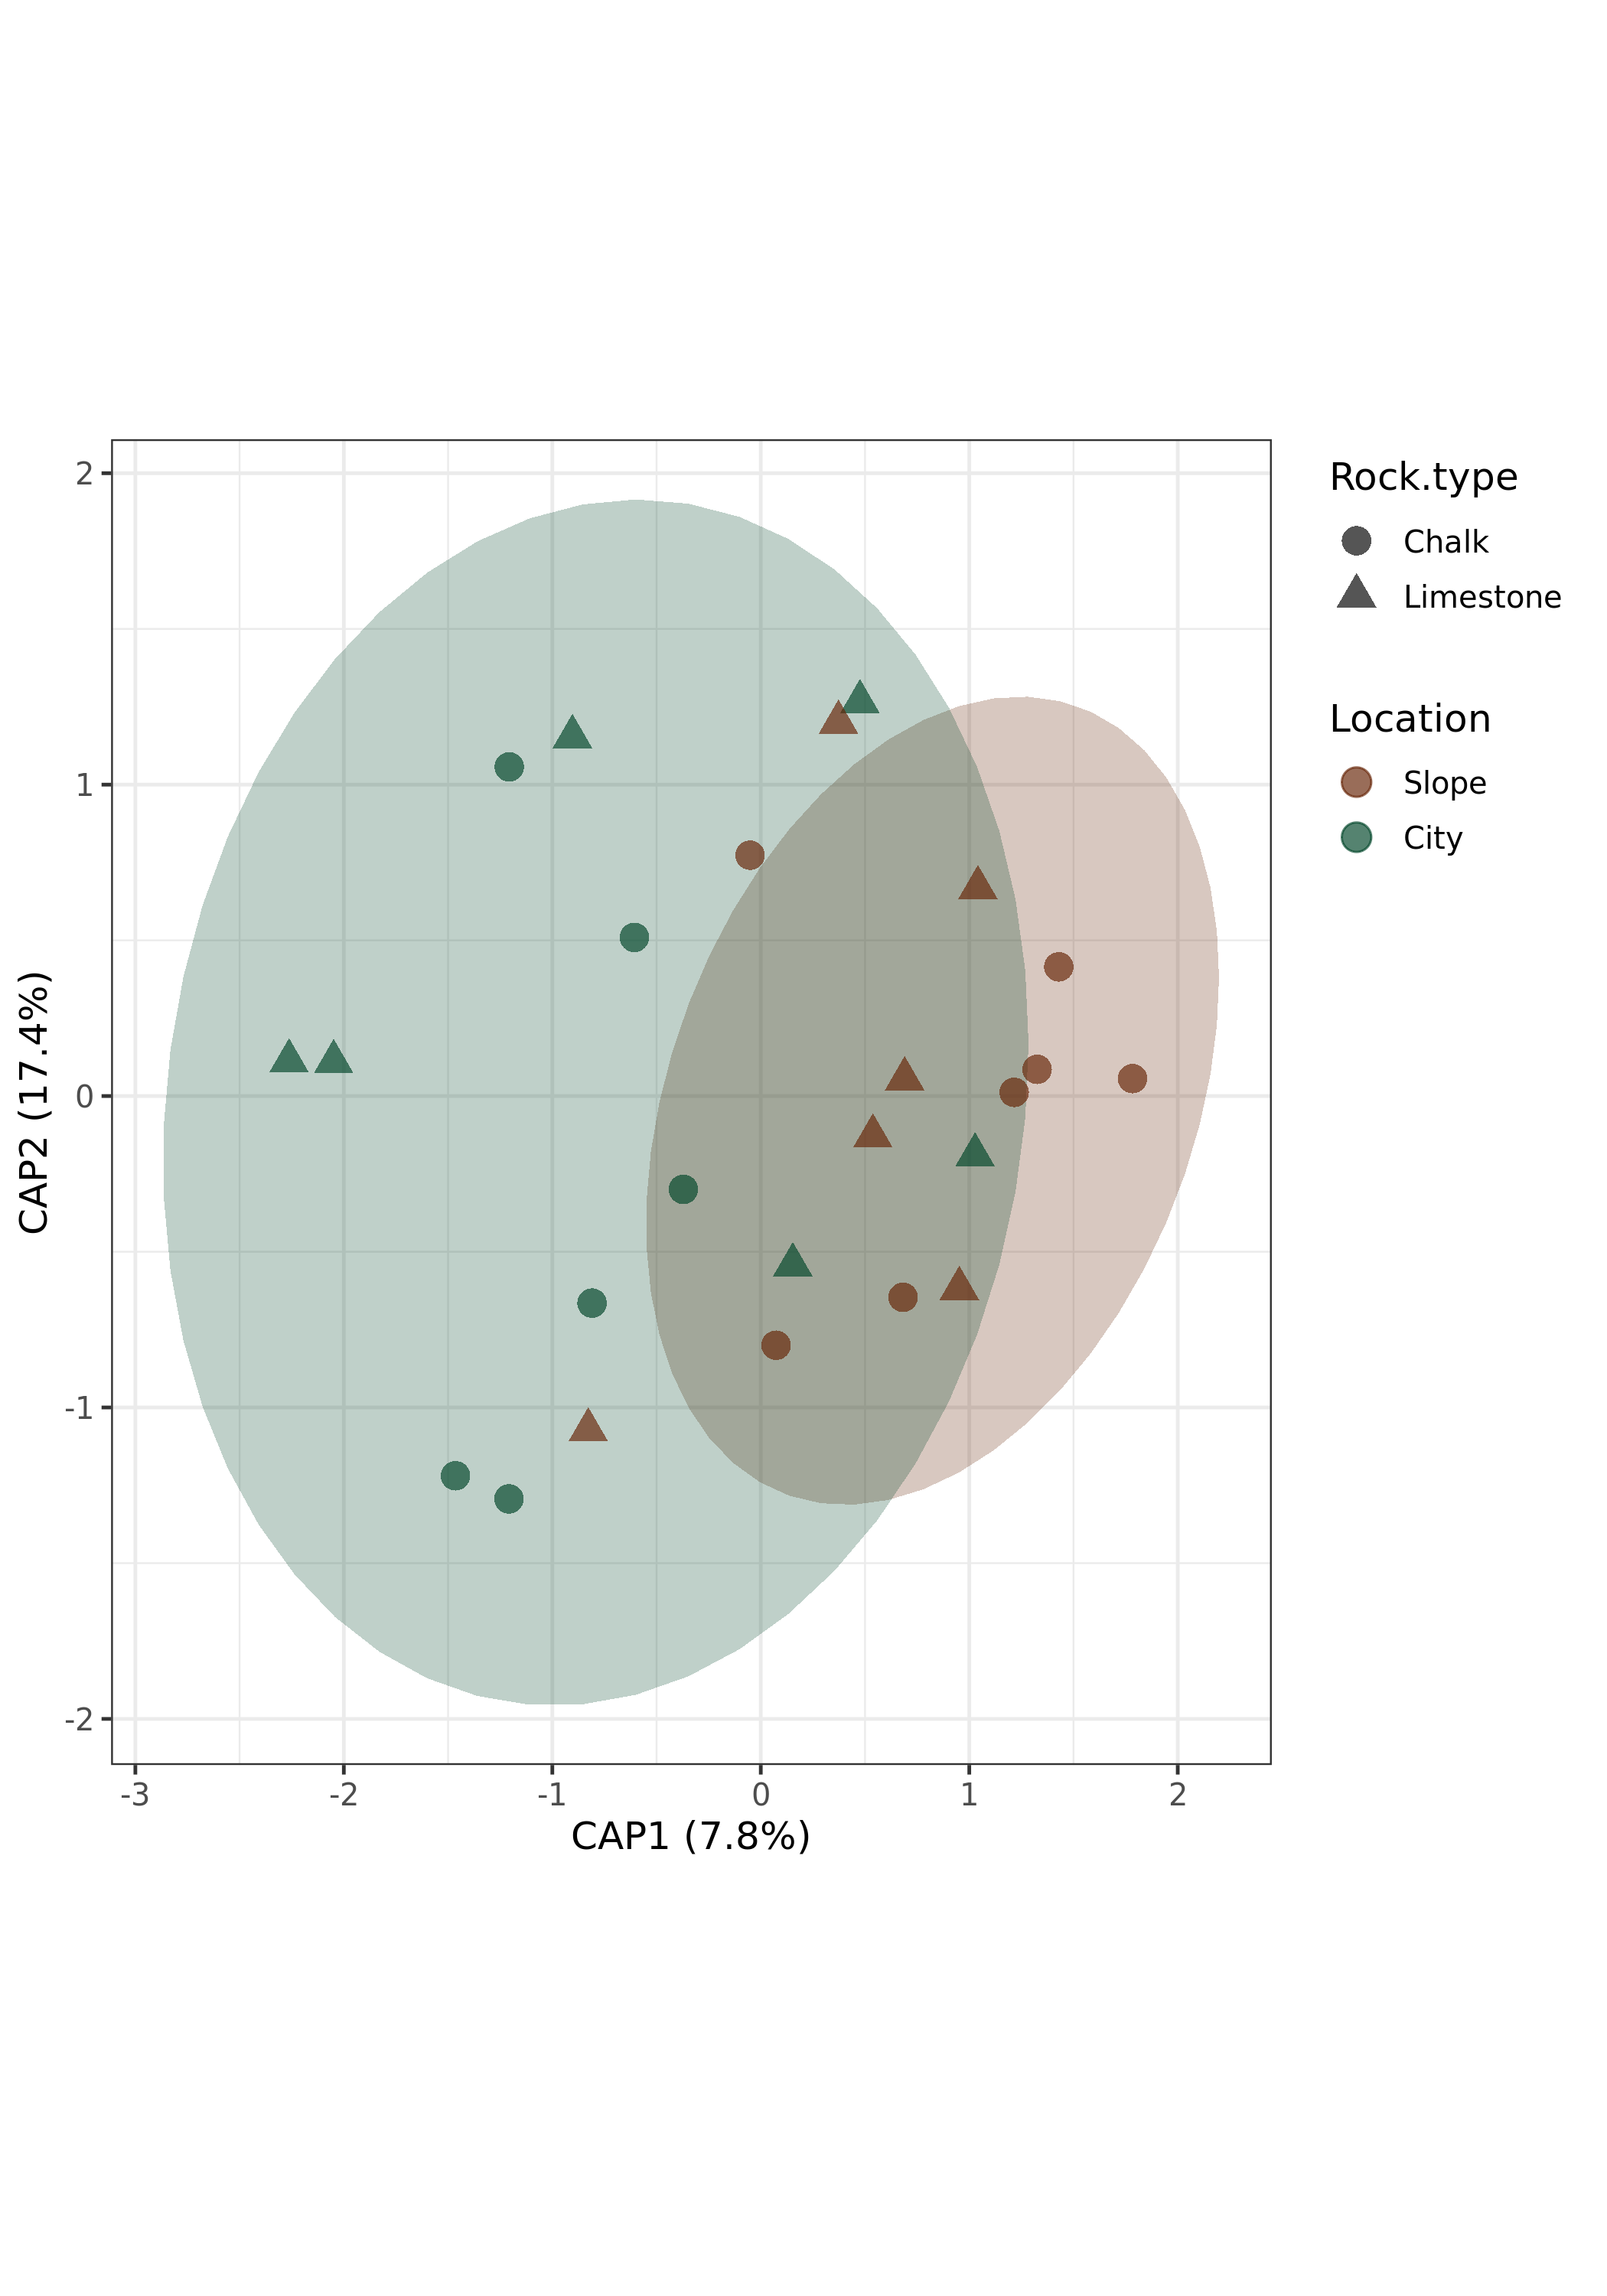 Rock.type
Chalk
Limestone
Location
Slope
City
CAP2 (17.4%)
2
1
0
-1
-2
-3 -2 -1 0 1 2
CAP1 (7.8%)